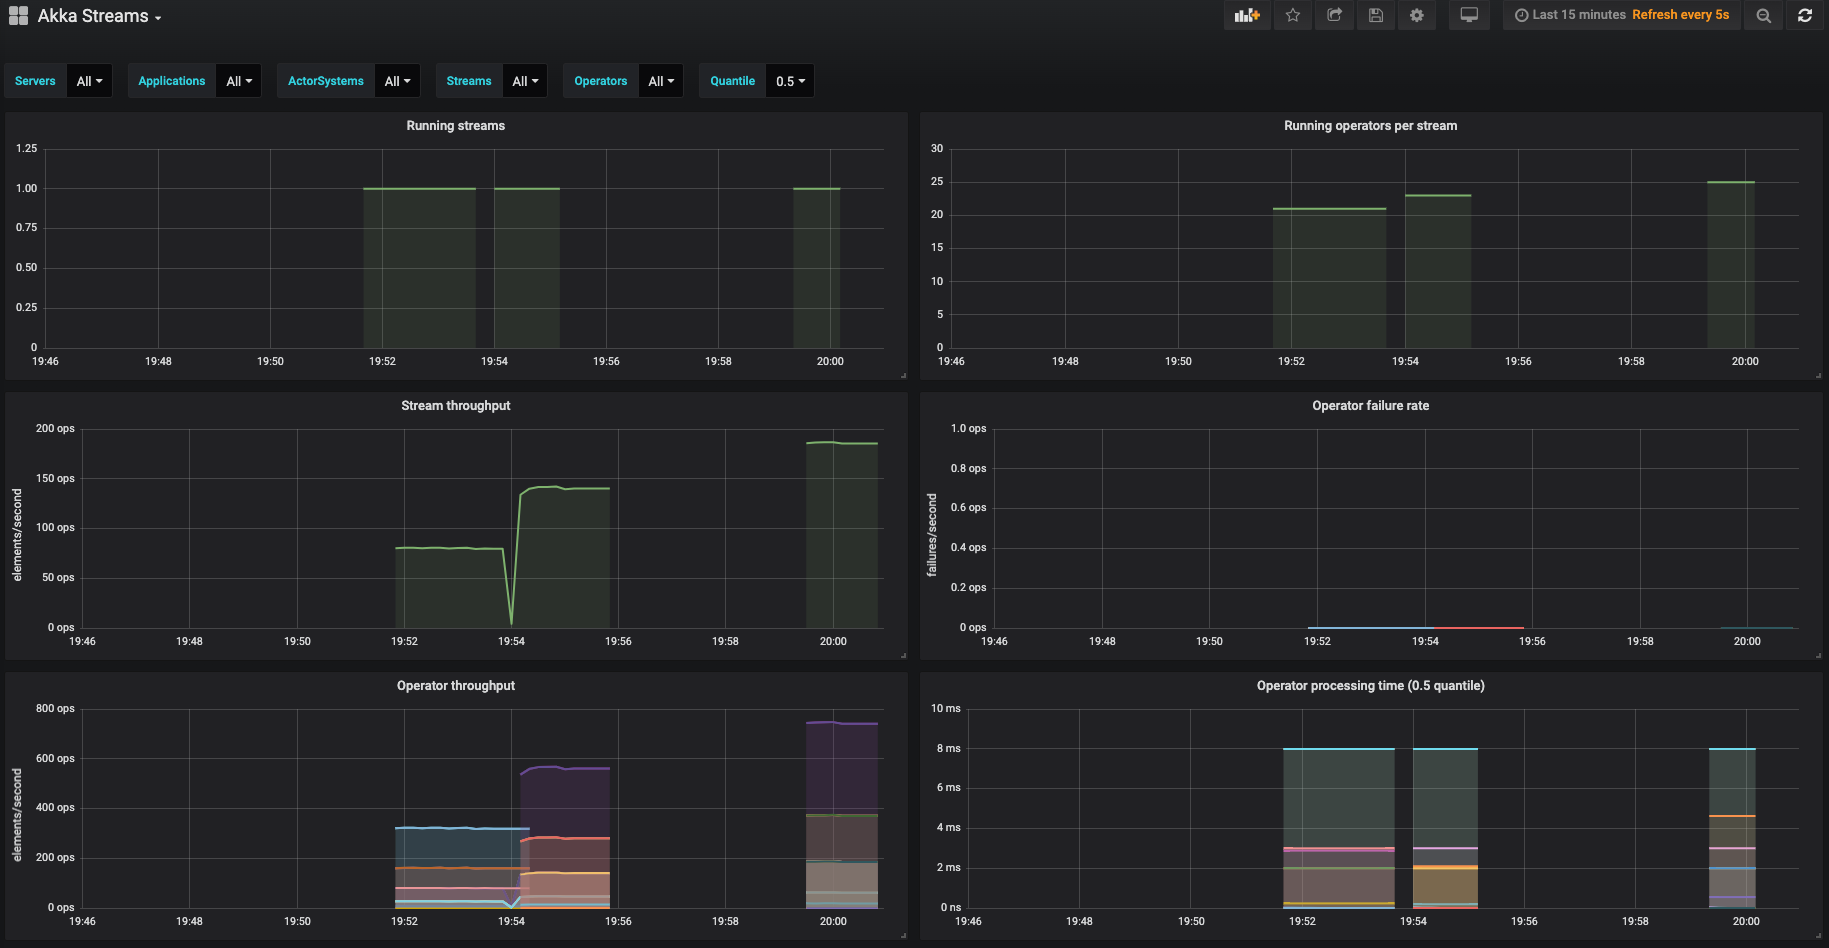 Akka Streams
Last 15 minutes Refresh every 5s
Servers All Applications All ActorSystems All Streams All Operators All Quantile 0.5
Running streams
1.25
1.00
0.75
0.50
0.25
0
19:46 19:48 19:50 19:52 19:54 19:56 19:58 20:00
Running operators per stream
30
25
20
15
10
5
0
19:46 19:48 19:50 19:52 19:54 19:56 19:58 20:00
Stream throughput
elements/second
200 ops
150 ops
100 ops
50 ops
0 ops
19:46 19:48 19:50 19:52 19:54 19:56 19:58 20:00
Operator failure rate
failures/second
1.0 ops
0.8 ops
0.6 ops
0.4 ops
0.2 ops
0 ops
19:46 19:48 19:50 19:52 19:54 19:56 19:58 20:00
Operator throughput
elements/second
800 ops
600 ops
400 ops
200 ops
0 ops
19:46 19:48 19:50 19:52 19:54 19:56 19:58 20:00
Operator processing time (0.5 quantile)
10 ms
8 ms
6 ms
4 ms
2 ms
0 ns
19:46 19:48 19:50 19:52 19:54 19:56 19:58 20:00